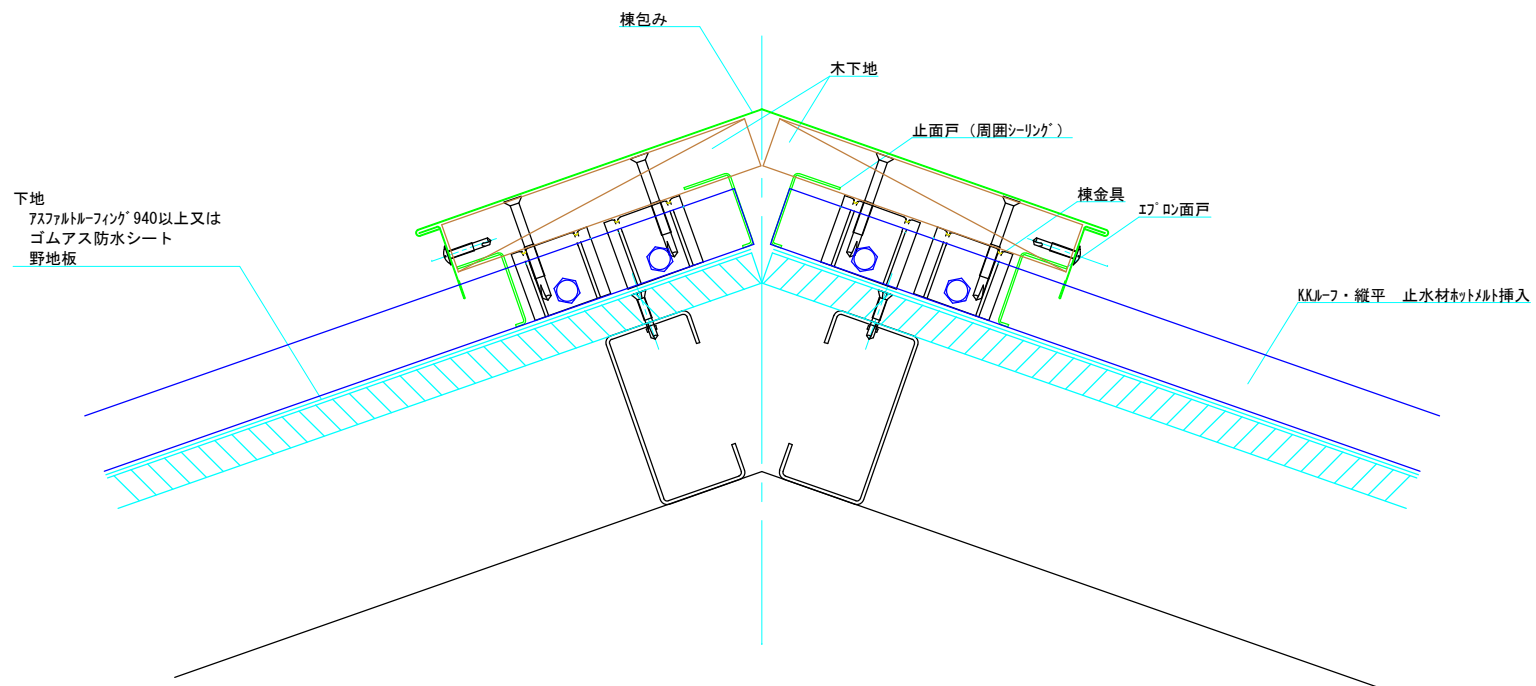 棟包み
木下地
止面戸（周囲ｼｰﾘﾝｸﾞ）
棟金具
ｴﾌﾟﾛﾝ面戸
下地
ｱｽﾌｧﾙﾄﾙｰﾌｨﾝｸﾞ940以上又は
ゴムアス防水シート
野地板
KKﾙｰﾌ・縦平　止水材ﾎｯﾄﾒﾙﾄ挿入